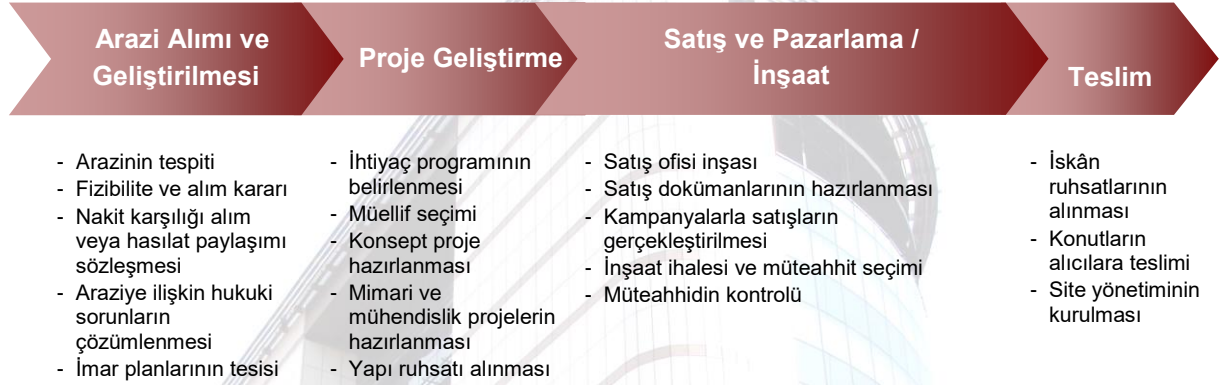 Arazi Alımı ve
Geliştirilmesi
Proje Geliştirme
Satış ve Pazarlama /
İnşaat
Teslim
- Arazinin tespiti
- Fizibilite ve alım kararı
- Nakit karşılığı alım
veya hasılat paylaşımı
sözleşmesi
- Araziye ilişkin hukuki
sorunların
çözümlenmesi
- İmar planlarının tesisi
- İhtiyaç programının
belirlenmesi
- Müellif seçimi
- Konsept proje
hazırlanması
- Mimari ve
mühendislik projelerin
hazırlanması
- Yapı ruhsatı alınması
- Satış ofisi inşası
- Satış dokümanlarının hazırlanması
- Kampanyalarla satışların
gerçekleştirilmesi
- İnşaat ihalesi ve müteahhit seçimi
- Müteahhidin kontrolü
- İskân
ruhsatlarının
alınması
- Konutların
alıcılara teslimi
- Site yönetiminin
kurulması